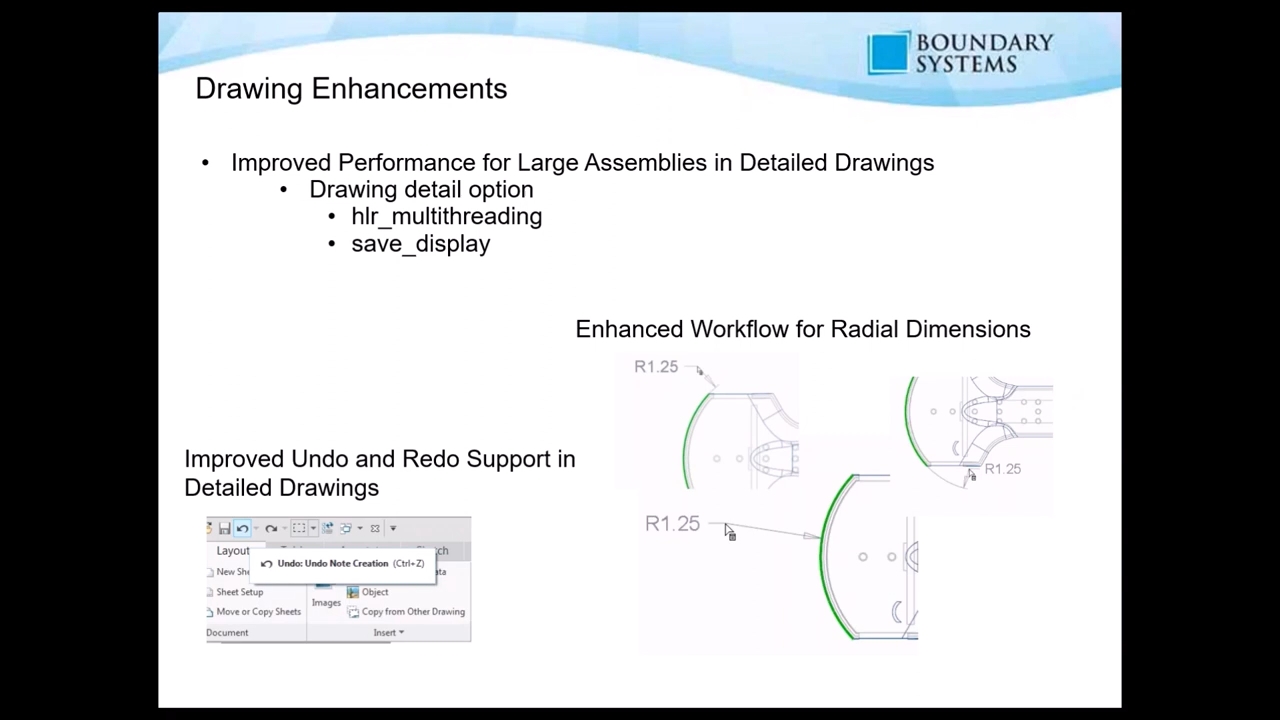 BOUNDARY
SYSTEMS
Drawing Enhancements
• Improved Performance for Large Assemblies in Detailed Drawings
• Drawing detail option
• hlr_multithreading
• save_display
Enhanced Workflow for Radial Dimensions
R1.25
R1.25
R1.25
Improved Undo and Redo Support in
Detailed Drawings
Layout
Undo: Undo Note Creation (Ctrl+Z)
New She
Sheet Setup
Object
Images
Move or Copy Sheets
Copy from Other Drawing
Document
Insert